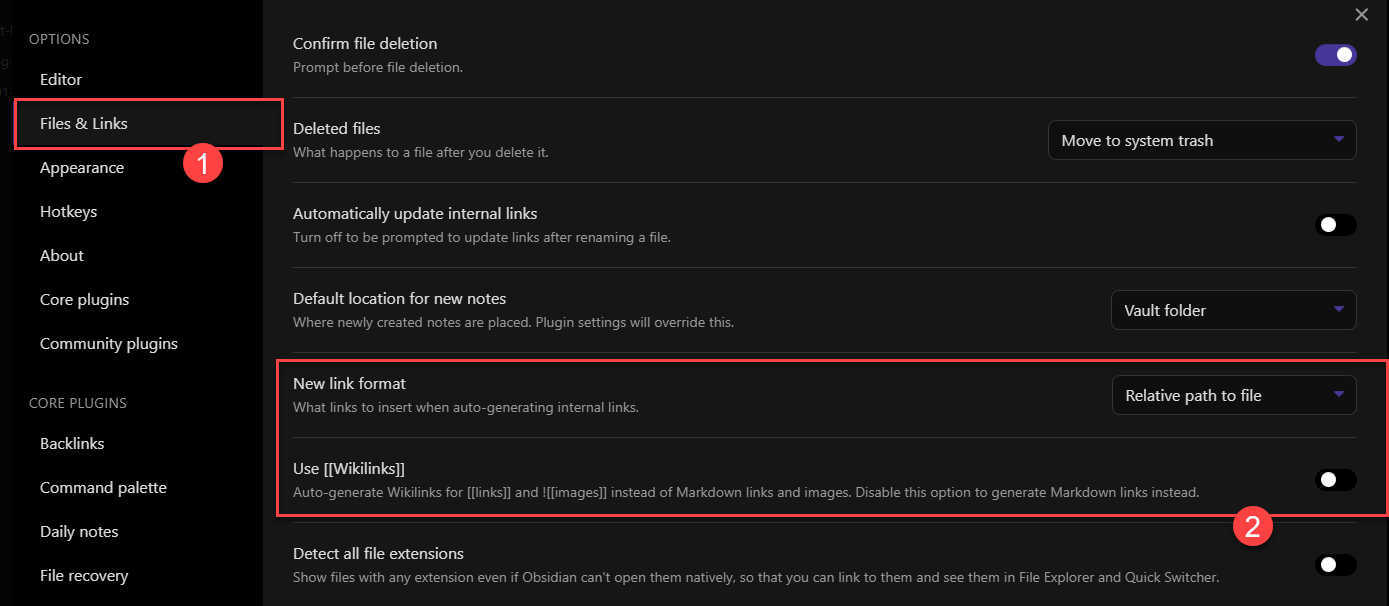 OPTIONS
Editor
Files & Links
1
Appearance
Hotkeys
About
Core plugins
Community plugins
CORE PLUGINS
Backlinks
Command palette
Daily notes
File recovery
Confirm file deletion
Prompt before file deletion.
Deleted files
What happens to a file after you delete it.
Move to system trash
Automatically update internal links
Turn off to be prompted to update links after renaming a file.
Default location for new notes
Where newly created notes are placed. Plugin settings will override this.
Vault folder
New link format
What links to insert when auto-generating internal links.
Relative path to file
Use [[Wikilinks]]
Auto-generate Wikilinks for [[links]] and ![[images]] instead of Markdown links and images. Disable this option to generate Markdown links instead.
2
Detect all file extensions
Show files with any extension even if Obsidian can't open them natively, so that you can link to them and see them in File Explorer and Quick Switcher.